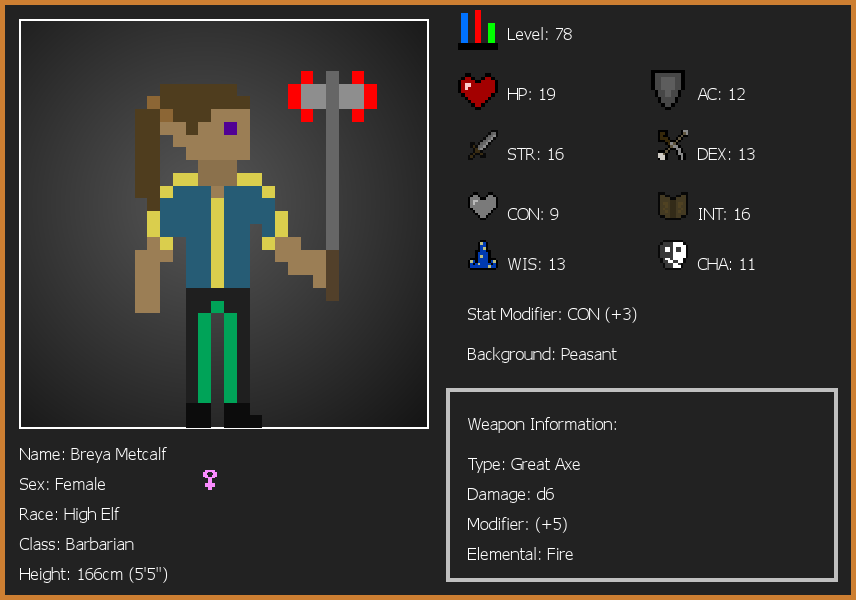 Level: 78
HP: 19
AC: 12
STR: 16
DEX: 13
CON: 9
INT: 16
WIS: 13
CHA: 11
Stat Modifier: CON (+3)
Background: Peasant
Weapon Information:
Type: Great Axe
Damage: d6
Modifier: (+5)
Elemental: Fire
Name: Breya Metcalf
Sex: Female
Race: High Elf
Class: Barbarian
Height: 166cm (5'5")